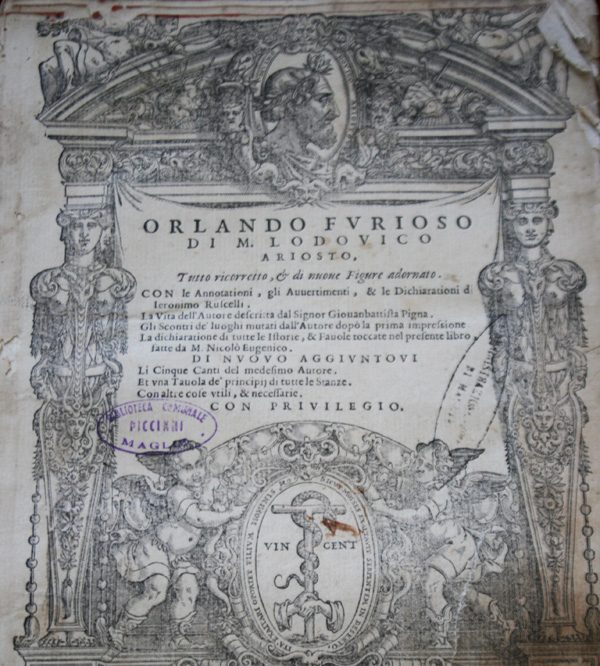 ORLANDO FVRIOSO
DI M. LODOVICO
ARIOSTO.
Tutto ricorretto, & di nuoue Figure adornato.
CON le Annotationi, gli Auuertimenti, & le Dichiarationi di
Ieronimo Ruscelli.
La Vita dell'Autore descritta dal Signor Giouanbattista Pigna.
Gli Scontri de' luoghi mutati dall'Autore dopò la prima impressione
La dichiaratione di tutte le Istorie, & Fauole toccate nel presente libro,
fatte da M. Nicolò Eugenico.
DI NVOVO AGGIVNTOVI
Li Cinque Canti del medesimo Autore.
Et vna Tauola de' principij di tutte le Stanze.
Con altre cose vtili, & necessarie.
CON PRIVILEGIO.
BIBLIOTECA COMUNALE
PICCINNI
VIN CENT